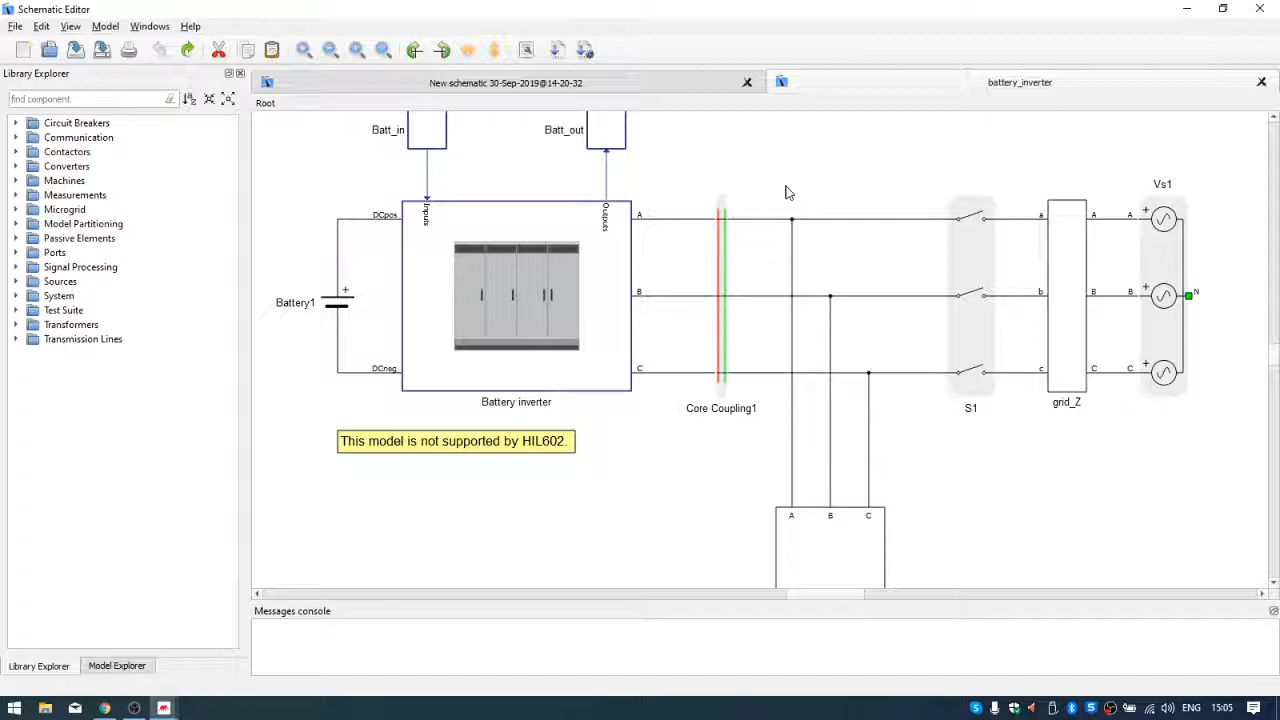 Schematic Editor
File Edit View Model Windows Help
Library Explorer
New schematic 30-Sep-2019@14-20-32
battery_inverter
find component
Root
Circuit Breakers
Communication
Contactors
Converters
Machines
Measurements
Microgrid
Model Partitioning
Passive Elements
Ports
Signal Processing
Sources
System
Test Suite
Transformers
Transmission Lines
Batt_in
Batt_out
Vs1
DCpos
Inputs
Outputs
A
a
A
A
+
Battery1
+
B
b
B
B
+
N
DCneg
C
c
C
C
+
Battery inverter
Core Coupling1
S1
grid_Z
This model is not supported by HIL602.
A B C
Messages console
Library Explorer
Model Explorer
ENG
15:05